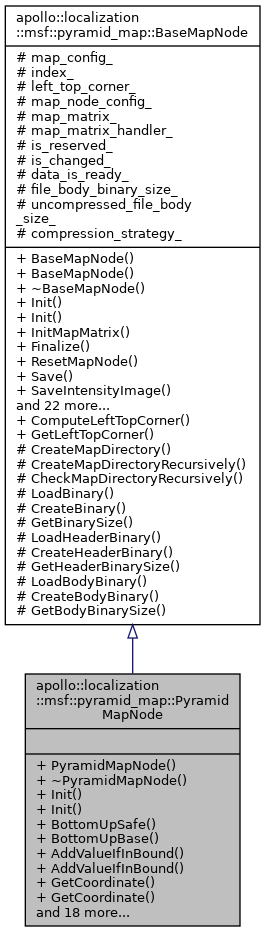 apollo::localization
::msf::pyramid_map::BaseMapNode
# map_config_
# index_
# left_top_corner_
# map_node_config_
# map_matrix_
# map_matrix_handler_
# is_reserved_
# is_changed_
# data_is_ready_
# file_body_binary_size_
# uncompressed_file_body
_size_
# compression_strategy_
+ BaseMapNode()
+ BaseMapNode()
+ ~BaseMapNode()
+ Init()
+ Init()
+ InitMapMatrix()
+ Finalize()
+ ResetMapNode()
+ Save()
+ SaveIntensityImage()
and 22 more...
+ ComputeLeftTopCorner()
+ GetLeftTopCorner()
# CreateMapDirectory()
# CreateMapDirectoryRecursively()
# CheckMapDirectoryRecursively()
# LoadBinary()
# CreateBinary()
# GetBinarySize()
# LoadHeaderBinary()
# CreateHeaderBinary()
# GetHeaderBinarySize()
# LoadBodyBinary()
# CreateBodyBinary()
# GetBodyBinarySize()
apollo::localization
::msf::pyramid_map::Pyramid
MapNode
+ PyramidMapNode()
+ ~PyramidMapNode()
+ Init()
+ Init()
+ BottomUpSafe()
+ BottomUpBase()
+ AddValueIfInBound()
+ AddValueIfInBound()
+ GetCoordinate()
+ GetCoordinate()
and 18 more...